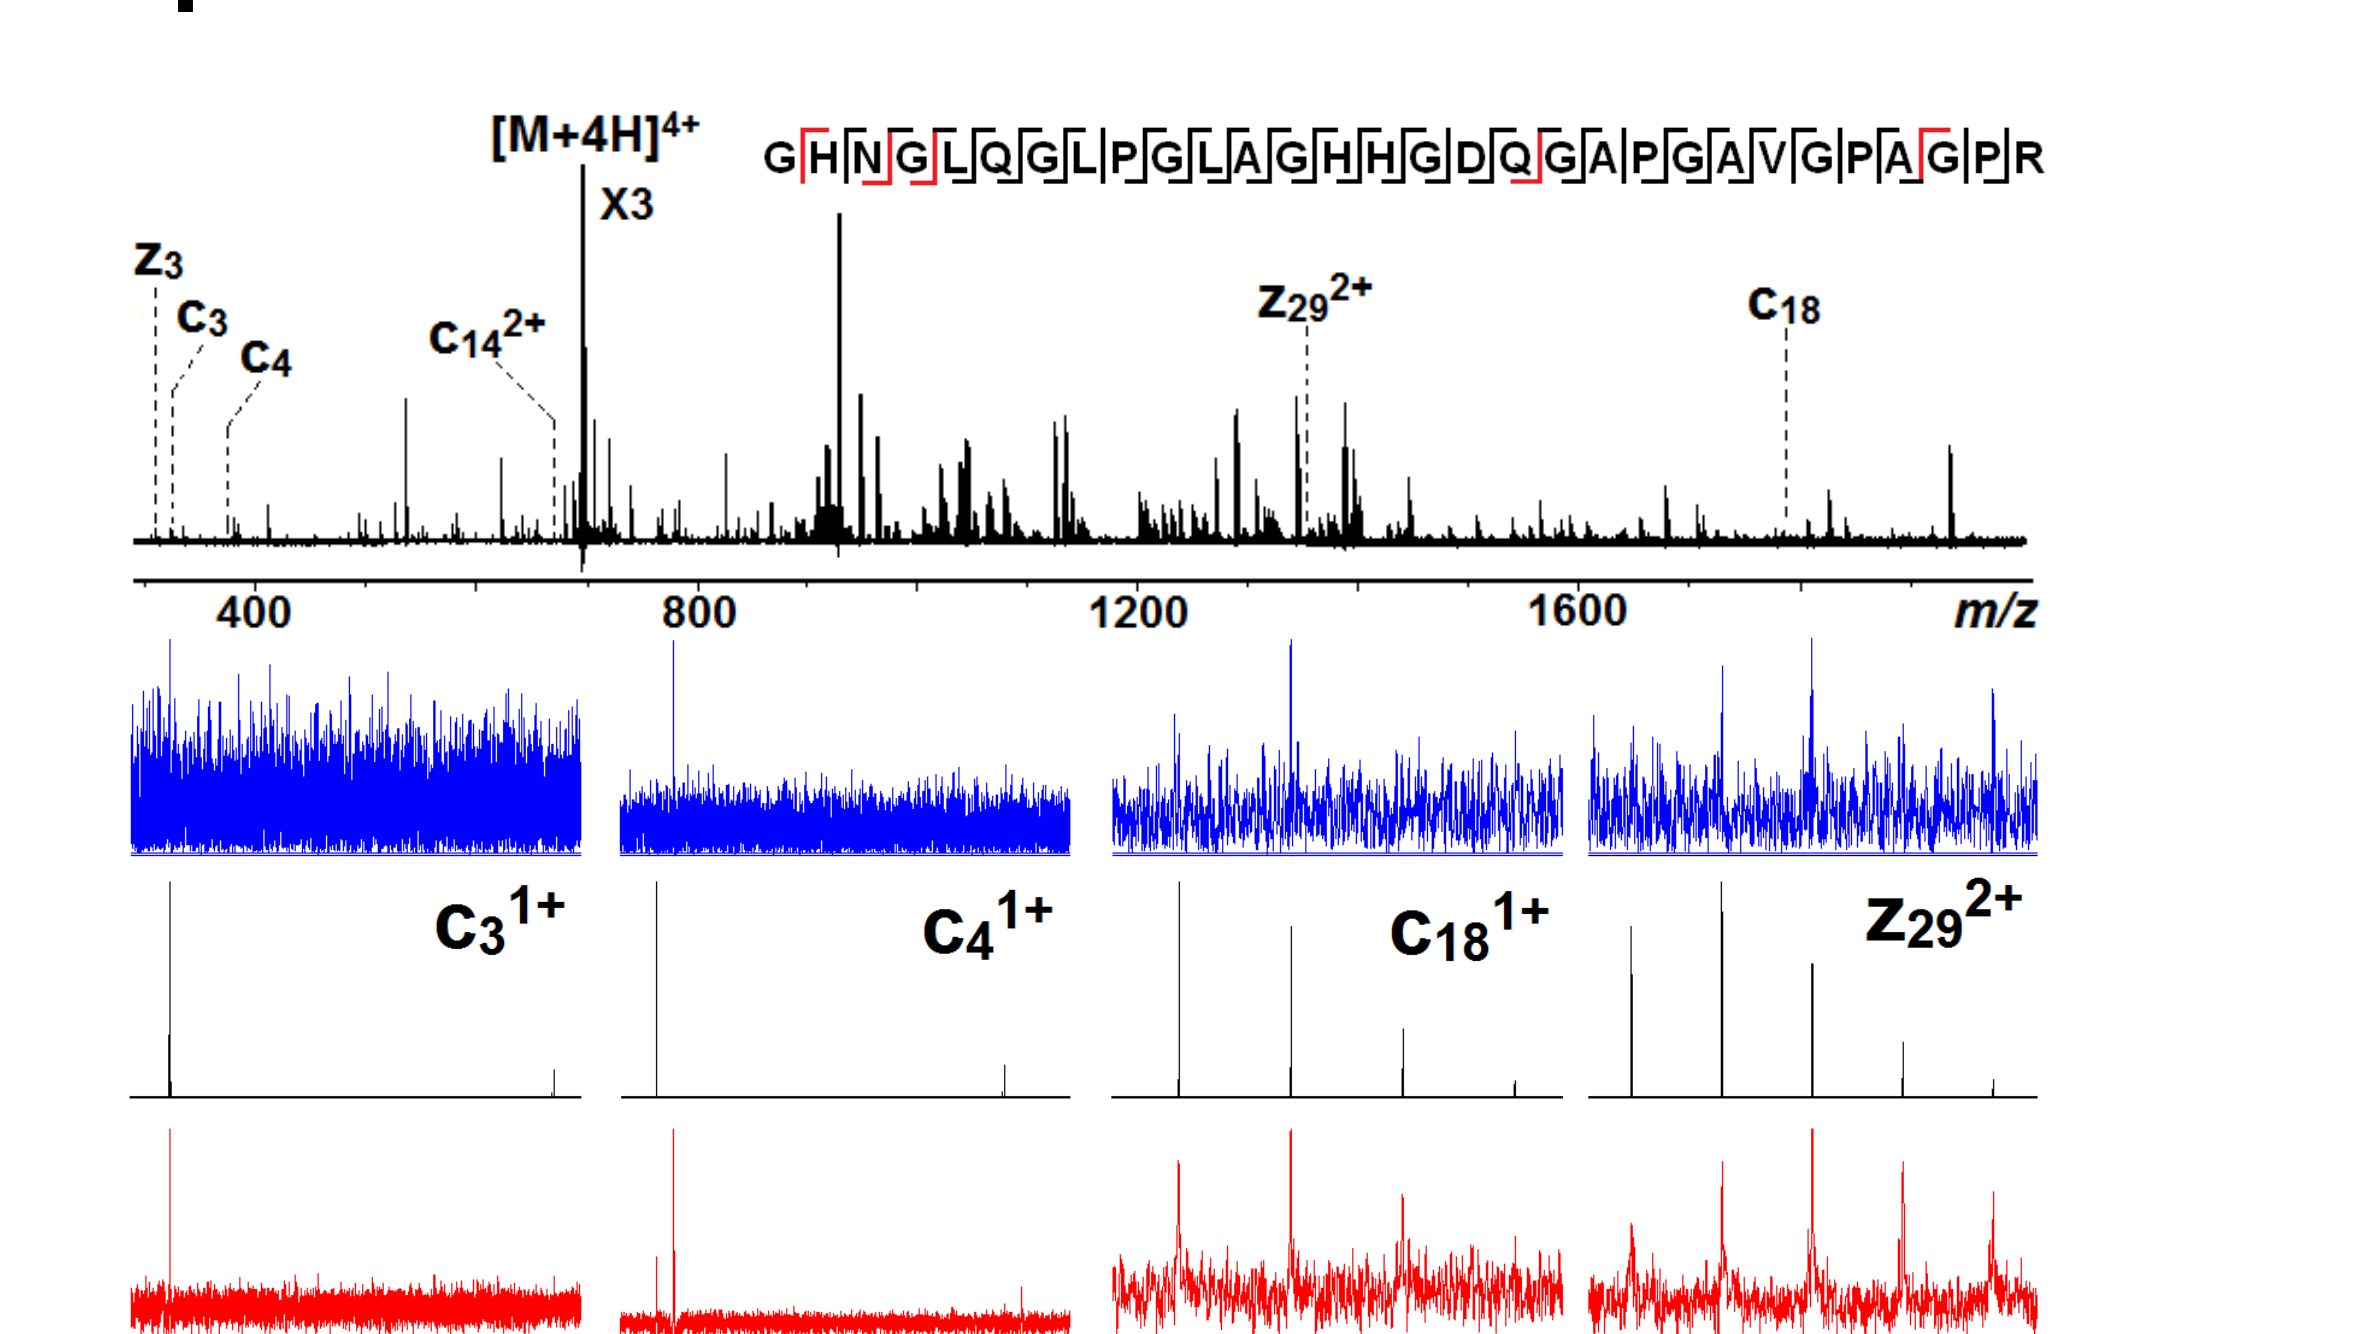 [M+4H]4+
GHNGLQGLPGLAGHHGDQGAPGAVGPAGPR
X3
z3
c3
c4
c14 2+
z29 2+
c18
400 800 1200 1600 m/z
c3 1+
c4 1+
c18 1+
z29 2+